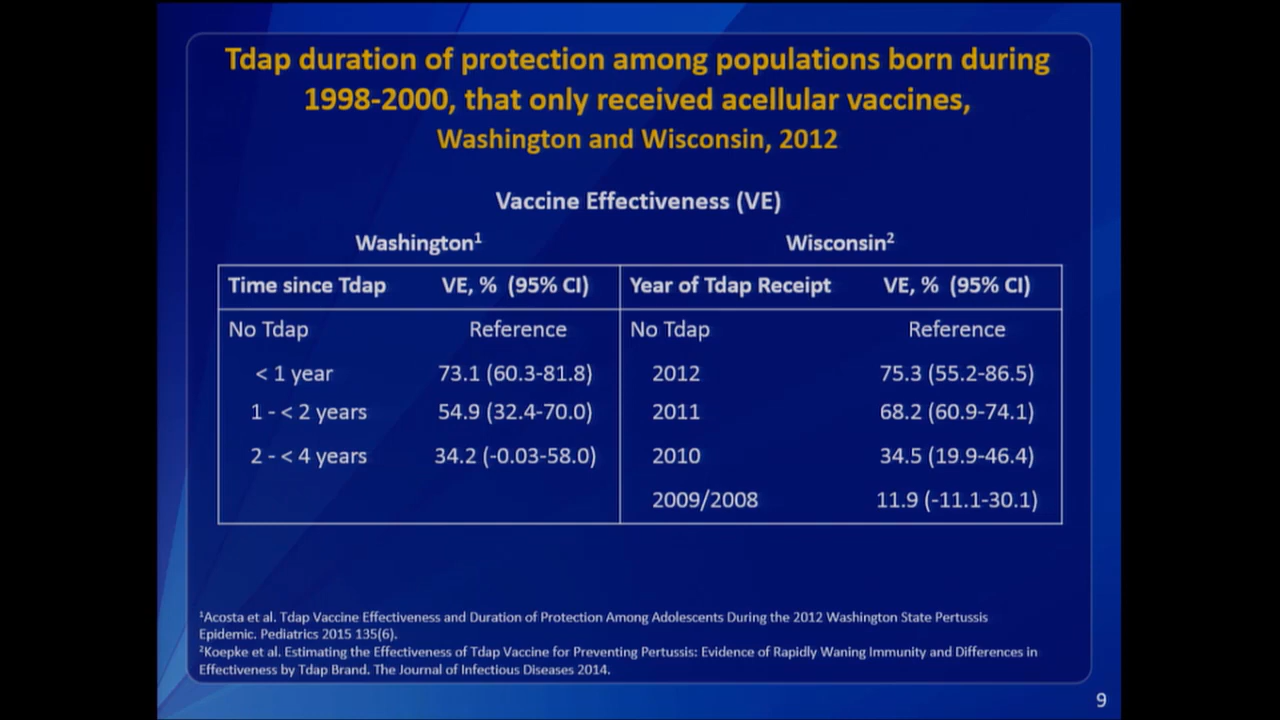 Tdap duration of protection among populations born during
1998-2000, that only received acellular vaccines,
Washington and Wisconsin, 2012
Vaccine Effectiveness (VE)
Washington¹ Wisconsin²
Time since Tdap VE, % (95% CI) Year of Tdap Receipt VE, % (95% CI)
No Tdap Reference No Tdap Reference
< 1 year 73.1 (60.3-81.8) 2012 75.3 (55.2-86.5)
1 - < 2 years 54.9 (32.4-70.0) 2011 68.2 (60.9-74.1)
2 - < 4 years 34.2 (-0.03-58.0) 2010 34.5 (19.9-46.4)
2009/2008 11.9 (-11.1-30.1)
¹Acosta et al. Tdap Vaccine Effectiveness and Duration of Protection Among Adolescents During the 2012 Washington State Pertussis
Epidemic. Pediatrics 2015 135(6).
²Koepke et al. Estimating the Effectiveness of Tdap Vaccine for Preventing Pertussis: Evidence of Rapidly Waning Immunity and Differences in
Effectiveness by Tdap Brand. The Journal of Infectious Diseases 2014.
9